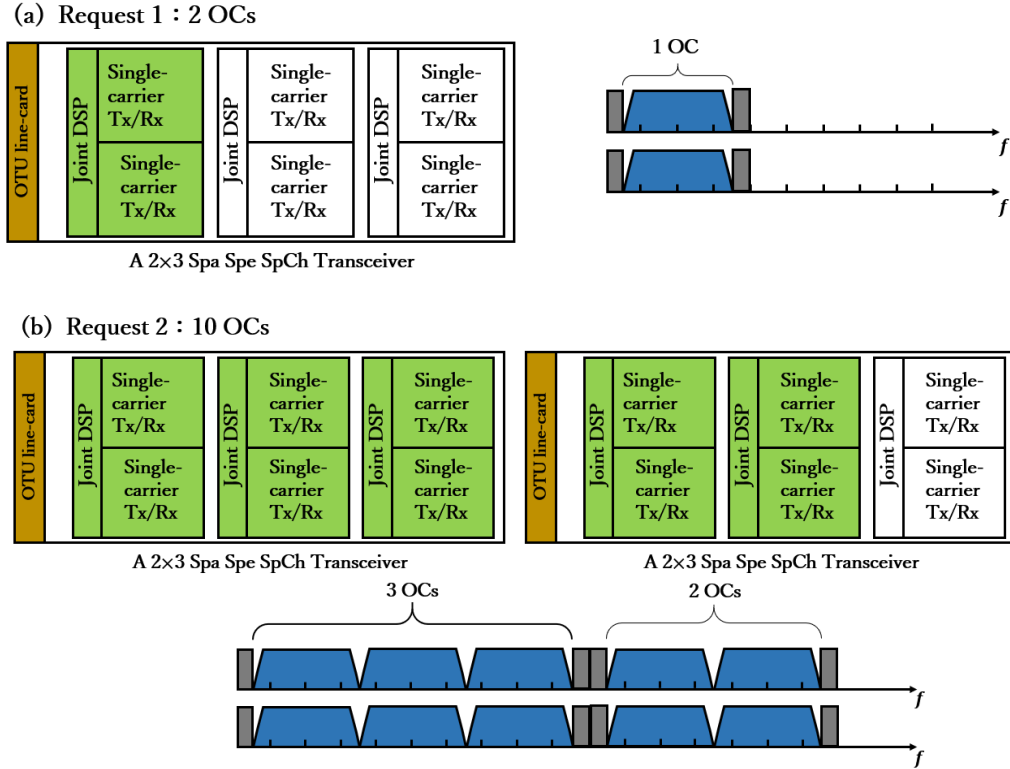 (a) Request 1 : 2 OCs
OTU line-card
Joint DSP
Single-
carrier
Tx/Rx
Single-
carrier
Tx/Rx
Joint DSP
Single-
carrier
Tx/Rx
Single-
carrier
Tx/Rx
Joint DSP
Single-
carrier
Tx/Rx
Single-
carrier
Tx/Rx
A 2×3 Spa Spe SpCh Transceiver
1 OC
f
f
(b) Request 2 : 10 OCs
OTU line-card
Joint DSP
Single-
carrier
Tx/Rx
Single-
carrier
Tx/Rx
Joint DSP
Single-
carrier
Tx/Rx
Single-
carrier
Tx/Rx
Joint DSP
Single-
carrier
Tx/Rx
Single-
carrier
Tx/Rx
A 2×3 Spa Spe SpCh Transceiver
OTU line-card
Joint DSP
Single-
carrier
Tx/Rx
Single-
carrier
Tx/Rx
Joint DSP
Single-
carrier
Tx/Rx
Single-
carrier
Tx/Rx
Joint DSP
Single-
carrier
Tx/Rx
Single-
carrier
Tx/Rx
A 2×3 Spa Spe SpCh Transceiver
3 OCs
2 OCs
f
f